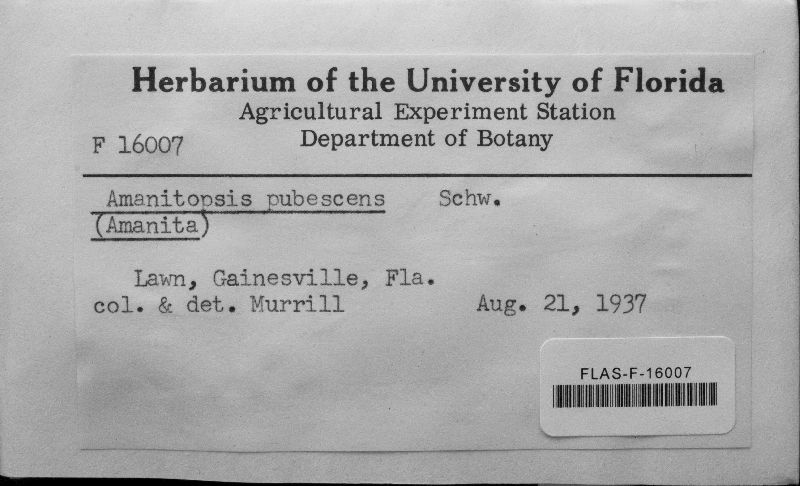 Herbarium of the University of Florida
Agricultural Experiment Station
Department of Botany
F 16007
Amanitopsis pubescens Schw.
(Amanita)
Lawn, Gainesville, Fla.
col. & det. Murrill Aug. 21, 1937
FLAS-F-16007